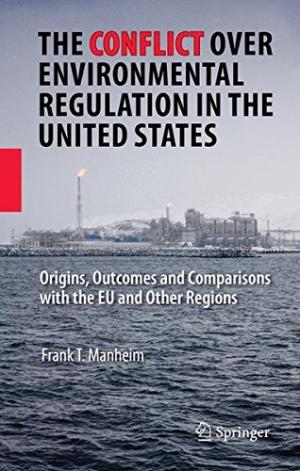 THE CONFLICT OVER
ENVIRONMENTAL
REGULATION IN THE
UNITED STATES
Origins, Outcomes and Comparisons
with the EU and Other Regions
Frank T. Manheim
Springer